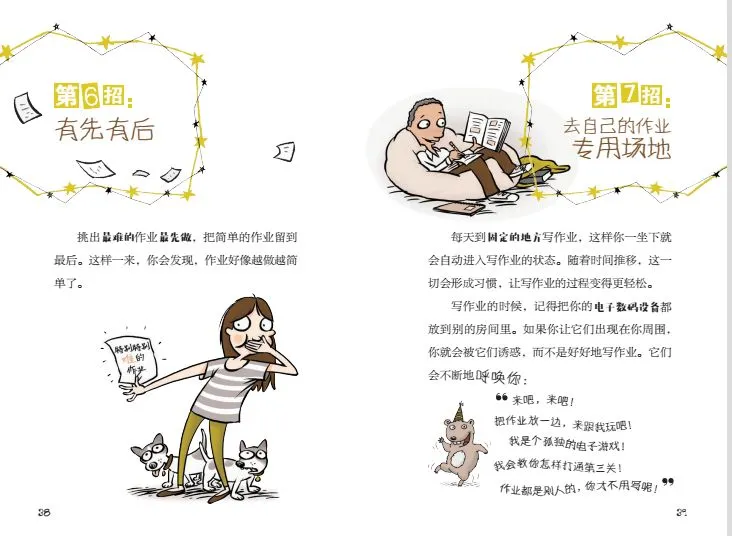 第6招：
有先有后
挑出最难的作业最先做，把简单的作业留到
最后。这样一来，你会发现，作业好像越做越简
单了。
特别特别
难的
作业
38
第7招：
去自己的作业
专用场地
每天到固定的地方写作业，这样你一坐下就
会自动进入写作业的状态。随着时间推移，这一
切会形成习惯，让写作业的过程变得更轻松。
写作业的时候，记得把你的电子数码设备都
放到别的房间里。如果你让它们出现在你周围，
你就会被它们诱惑，而不是好好地写作业。它们
会不断地呼唤你：
“来吧，来吧！
把作业放一边，来跟我玩吧！
我是个孤独的电子游戏！
我会教你怎样打通第三关！
作业都是别人的，你才不用写呢！”
39